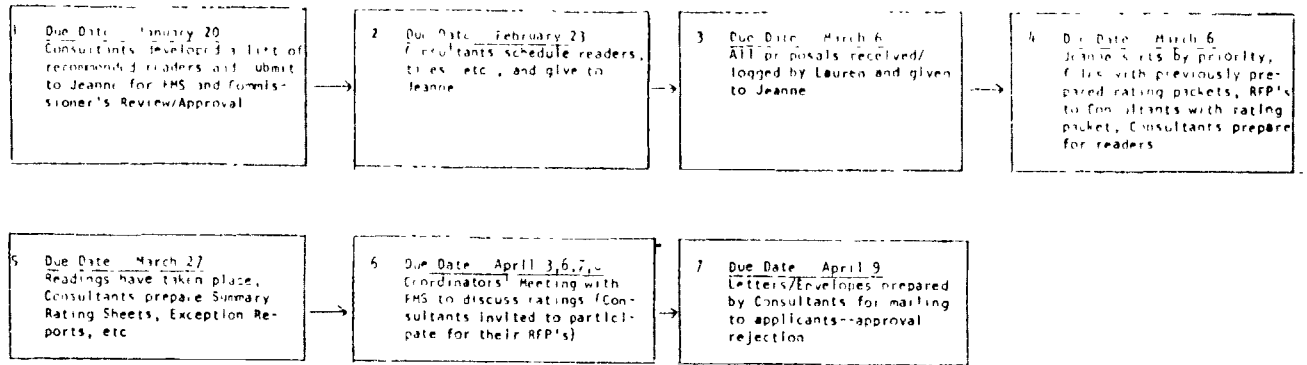 1 Due Date January 20
Consultants developed a list of
recommended readers and submit
to Jeanne for FMS and Commis-
sioner's Review/Approval
2 Due Date February 23
Consultants schedule readers,
times, etc., and give to
Jeanne
3 Due Date March 6
All proposals received/
logged by Lauren and given
to Jeanne
4 Due Date March 6
Jeanne sorts by priority,
files with previously pre-
pared rating packets, RFP's
to Consultants with rating
packet, Consultants prepare
for readers
5 Due Date March 27
Readings have taken place,
Consultants prepare Summary
Rating Sheets, Exception Re-
ports, etc
6 Due Date April 3,6,7,
Coordinators' Meeting with
FMS to discuss ratings (Con-
sultants invited to partici-
pate for their RFP's)
7 Due Date April 9
Letters/Envelopes prepared
by Consultants for mailing
to applicants--approval
rejection